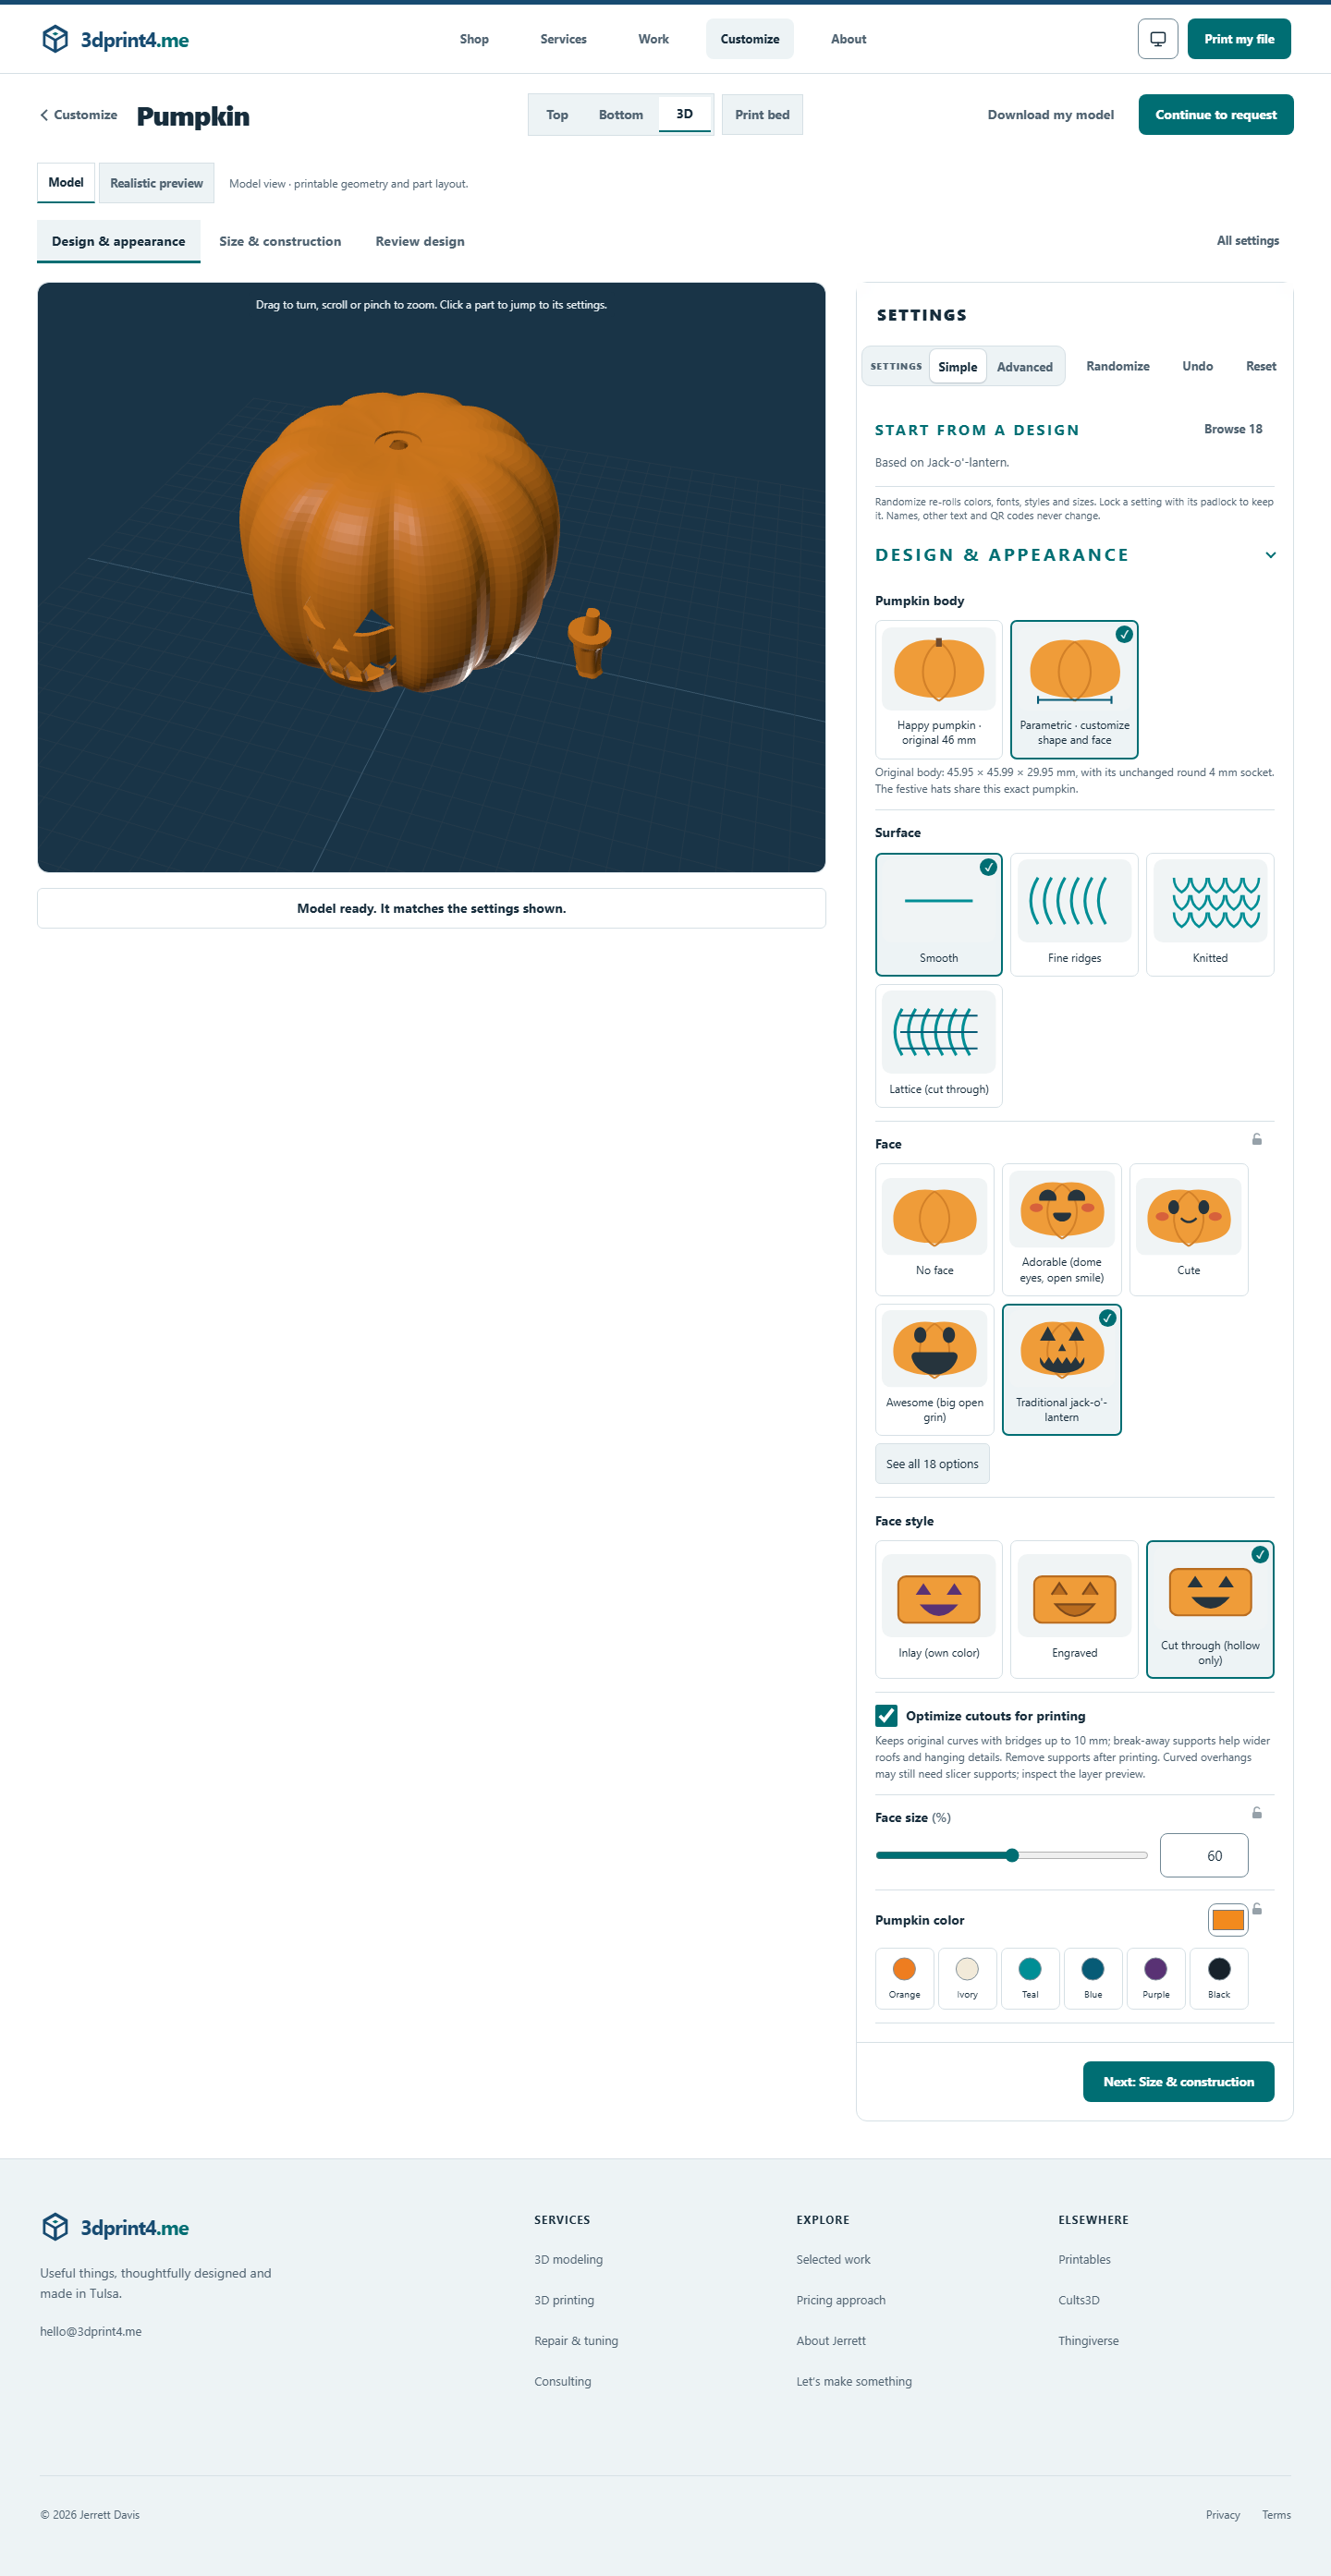 3dprint4.me
Shop
Services
Work
Customize
About
Print my file
Customize
Pumpkin
Top
Bottom
3D
Print bed
Download my model
Continue to request
Model
Realistic preview
Model view · printable geometry and part layout.
Design & appearance
Size & construction
Review design
All settings
Drag to turn, scroll or pinch to zoom. Click a part to jump to its settings.
Model ready. It matches the settings shown.
SETTINGS
SETTINGS
Simple
Advanced
Randomize
Undo
Reset
START FROM A DESIGN
Browse 18
Based on Jack-o'-lantern.
Randomize re-rolls colors, fonts, styles and sizes. Lock a setting with its padlock to keep
it. Names, other text and QR codes never change.
DESIGN & APPEARANCE
Pumpkin body
Happy pumpkin ·
original 46 mm
Parametric · customize
shape and face
Original body: 45.95 × 45.99 × 29.95 mm, with its unchanged round 4 mm socket.
The festive hats share this exact pumpkin.
Surface
Smooth
Fine ridges
Knitted
Lattice (cut through)
Face
No face
Adorable (dome
eyes, open smile)
Cute
Awesome (big open
grin)
Traditional jack-o'-
lantern
See all 18 options
Face style
Inlay (own color)
Engraved
Cut through (hollow
only)
Optimize cutouts for printing
Keeps original curves with bridges up to 10 mm; break-away supports help wider
roofs and hanging details. Remove supports after printing. Curved overhangs
may still need slicer supports; inspect the layer preview.
Face size (%)
60
Pumpkin color
Orange
Ivory
Teal
Blue
Purple
Black
Next: Size & construction
3dprint4.me
Useful things, thoughtfully designed and
made in Tulsa.
hello@3dprint4.me
SERVICES
3D modeling
3D printing
Repair & tuning
Consulting
EXPLORE
Selected work
Pricing approach
About Jerrett
Let's make something
ELSEWHERE
Printables
Cults3D
Thingiverse
© 2026 Jerrett Davis
Privacy
Terms